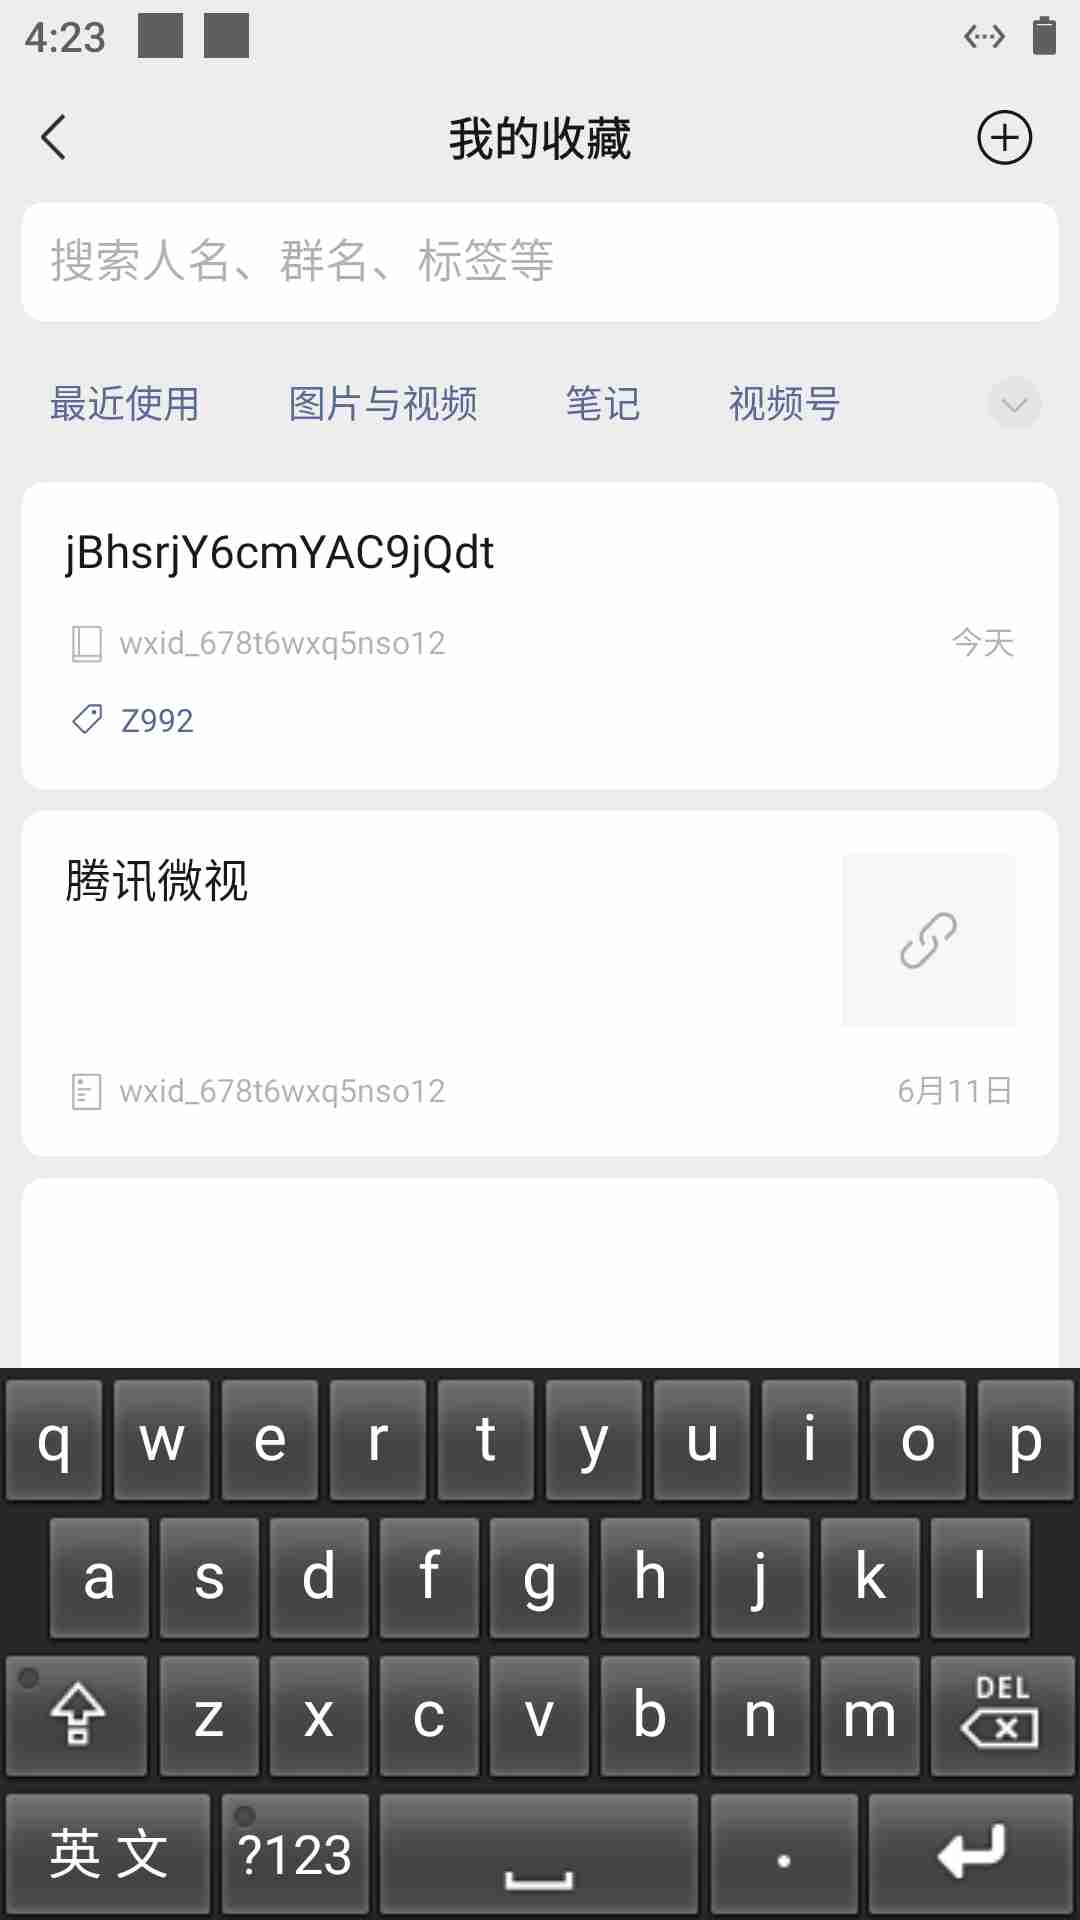 4:23
我的收藏
搜索人名、群名、标签等
最近使用 图片与视频 笔记 视频号
jBhsrjY6cmYAC9jQdt
wxid_678t6wxq5nso12 今天
Z992
腾讯微视
wxid_678t6wxq5nso12 6月11日
q w e r t y u i o p
a s d f g h j k l
z x c v b n m DEL
英文 ?123 .